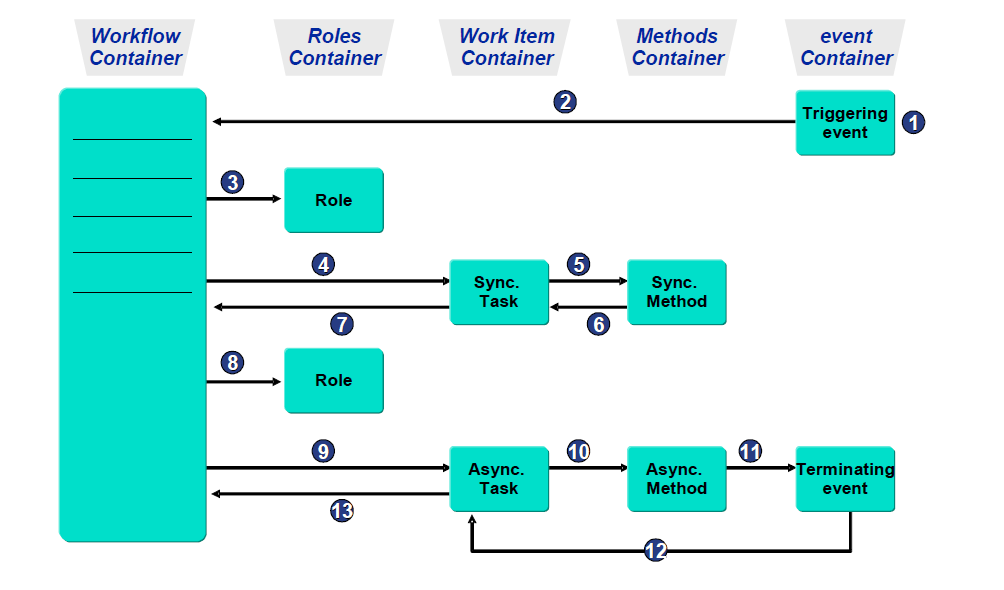 Workflow
Container
Roles
Container
Work Item
Container
Methods
Container
event
Container
2
Triggering
event
1
3
Role
4
5
Sync.
Task
Sync.
Method
7
6
8
Role
9
10
11
Async.
Task
Async.
Method
Terminating
event
13
12